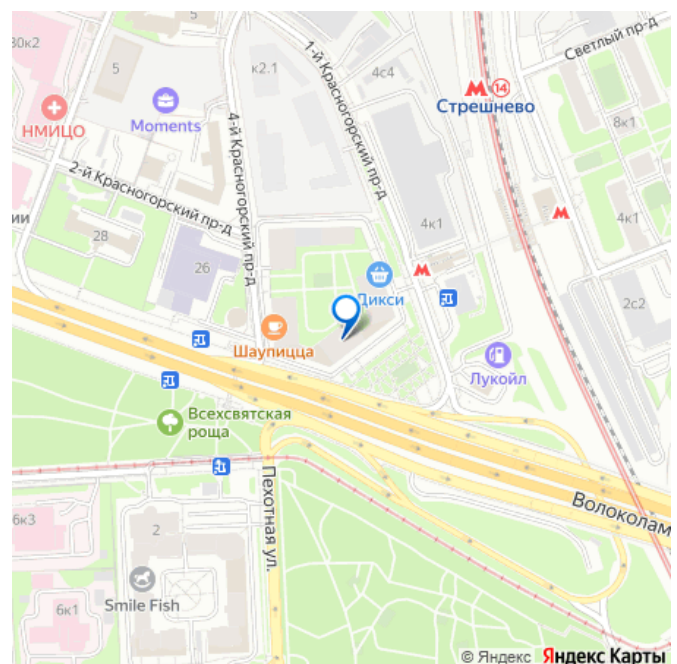 30к2
5
5
к2.1
1-й Красногорский пр-д
4с4
14
Стрешнево
Светлый пр-д
8к1
НМИЦО
Moments
4-й Красногорский пр-д
2-й Красногорский пр-д
ии
28
26
4к1
4к1
Дикси
2с2
Шаупицца
Лукойл
Всехсвятская
роща
Пехотная ул.
Волоколам
6к3
2
Smile Fish
6к1
© Яндекс Яндекс Карты